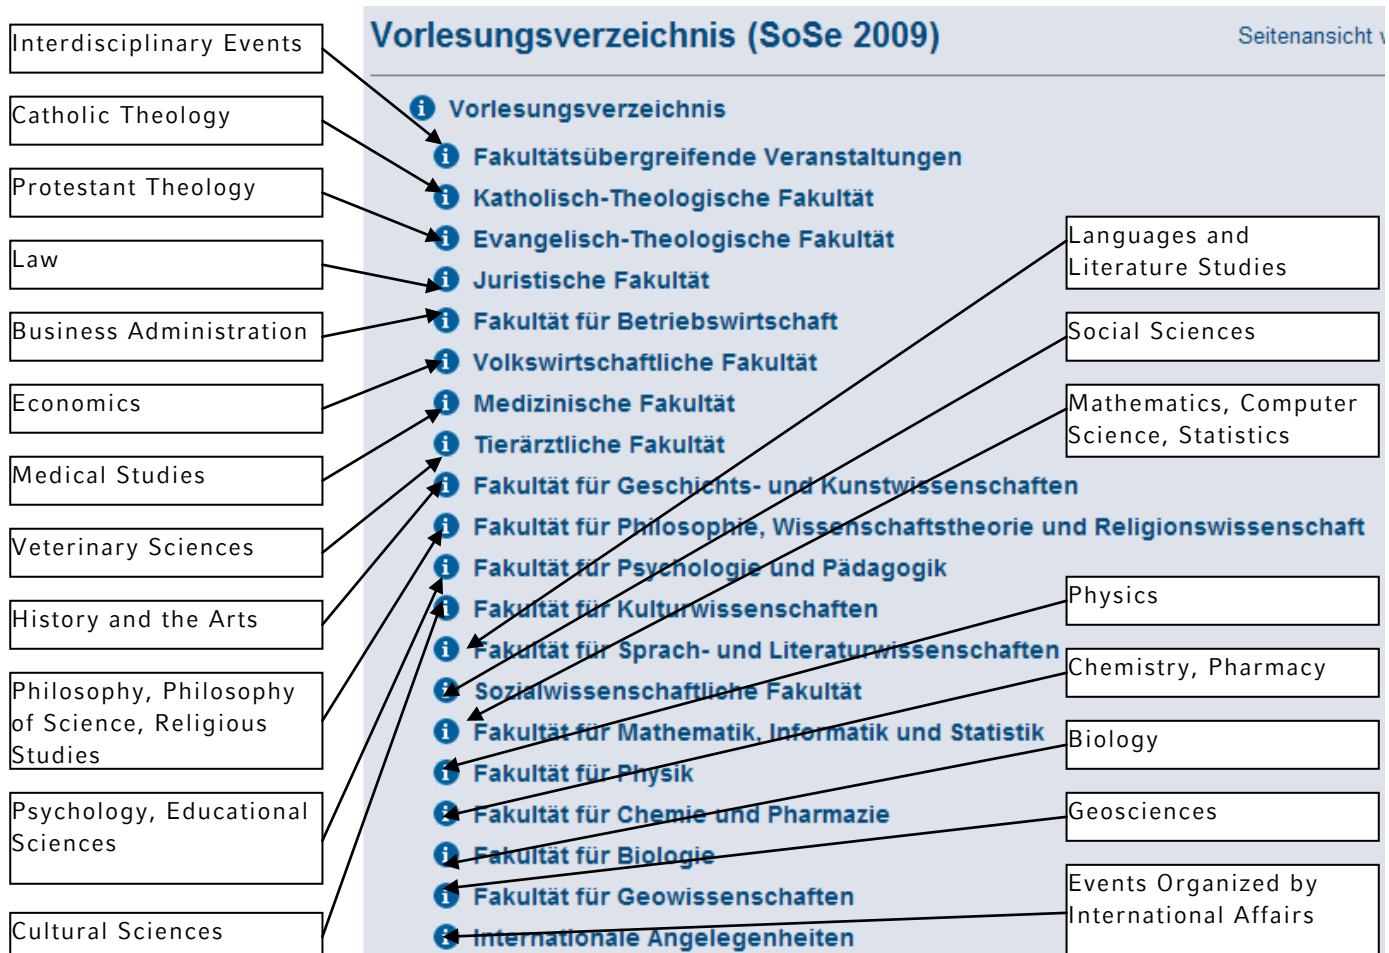 Interdisciplinary Events
Catholic Theology
Protestant Theology
Law
Business Administration
Economics
Medical Studies
Veterinary Sciences
History and the Arts
Philosophy, Philosophy
of Science, Religious
Studies
Psychology, Educational
Sciences
Cultural Sciences
Vorlesungsverzeichnis (SoSe 2009)
Seitenansicht
Vorlesungsverzeichnis
Fakultätsübergreifende Veranstaltungen
Katholisch-Theologische Fakultät
Evangelisch-Theologische Fakultät
Juristische Fakultät
Fakultät für Betriebswirtschaft
Volkswirtschaftliche Fakultät
Medizinische Fakultät
Tierärztliche Fakultät
Fakultät für Geschichts- und Kunstwissenschaften
Fakultät für Philosophie, Wissenschaftstheorie und Religionswissenschaft
Fakultät für Psychologie und Pädagogik
Fakultät für Kulturwissenschaften
Fakultät für Sprach- und Literaturwissenschaften
Sozialwissenschaftliche Fakultät
Fakultät für Mathematik, Informatik und Statistik
Fakultät für Physik
Fakultät für Chemie und Pharmazie
Fakultät für Biologie
Fakultät für Geowissenschaften
Internationale Angelegenheiten
Languages and
Literature Studies
Social Sciences
Mathematics, Computer
Science, Statistics
Physics
Chemistry, Pharmacy
Biology
Geosciences
Events Organized by
International Affairs